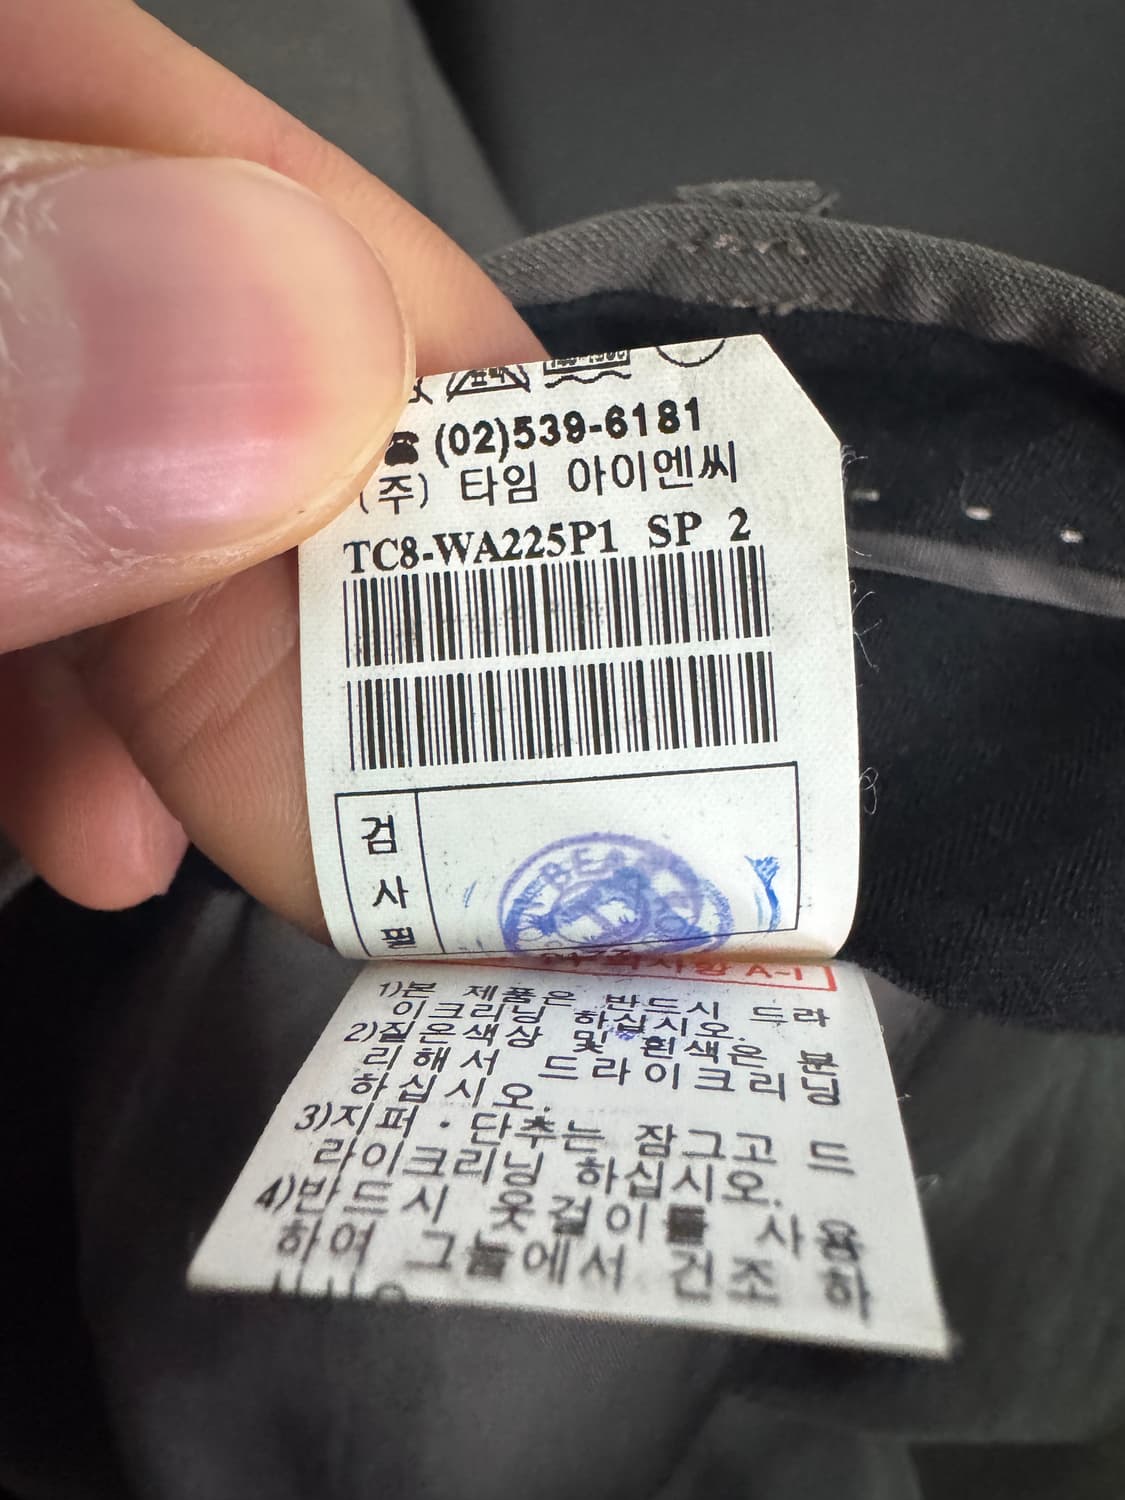 ☎ (02)539-6181
(주) 타임 아이엔씨
TC8-WA225P1 SP 2
검
사
필
A-1
1)본 제품은 반드시 드라
이크리닝 하십시오.
2)짙은색상 및 흰색은 분
리해서 드라이크리닝
하십시오.
3)지퍼·단추는 잠그고 드
라이크리닝 하십시오.
4)반드시 옷걸이를 사용
하여 그늘에서 건조 하